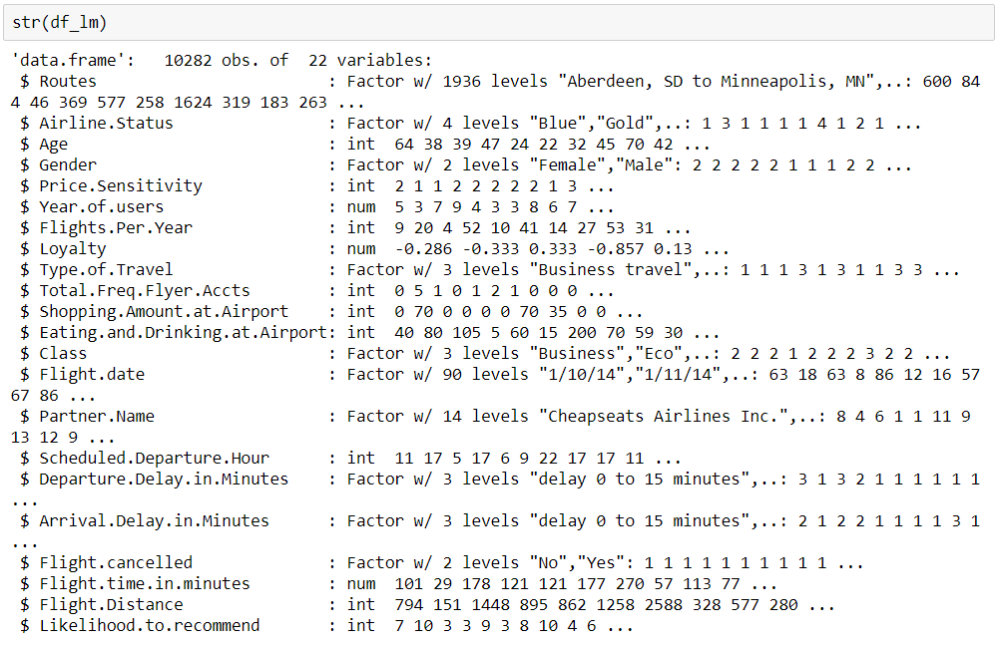 str(df_lm)
'data.frame':   10282 obs. of  22 variables:
 $ Routes                       : Factor w/ 1936 levels "Aberdeen, SD to Minneapolis, MN",..: 600 84
4 46 369 577 258 1624 319 183 263 ...
 $ Airline.Status               : Factor w/ 4 levels "Blue","Gold",..: 1 3 1 1 1 1 4 1 2 1 ...
 $ Age                          : int  64 38 39 47 24 22 32 45 70 42 ...
 $ Gender                       : Factor w/ 2 levels "Female","Male": 2 2 2 2 2 1 1 1 2 2 ...
 $ Price.Sensitivity            : int  2 1 1 2 2 2 2 2 1 3 ...
 $ Year.of.users                : num  5 3 7 9 4 3 3 8 6 7 ...
 $ Flights.Per.Year             : int  9 20 4 52 10 41 14 27 53 31 ...
 $ Loyalty                      : num  -0.286 -0.333 0.333 -0.857 0.13 ...
 $ Type.of.Travel               : Factor w/ 3 levels "Business travel",..: 1 1 1 3 1 3 1 1 3 3 ...
 $ Total.Freq.Flyer.Accts       : int  0 5 1 0 1 2 1 0 0 0 ...
 $ Shopping.Amount.at.Airport   : int  0 70 0 0 0 0 70 35 0 0 ...
 $ Eating.and.Drinking.at.Airport: int  40 80 105 5 60 15 200 70 59 30 ...
 $ Class                        : Factor w/ 3 levels "Business","Eco",..: 2 2 2 1 2 2 2 3 2 2 ...
 $ Flight.date                  : Factor w/ 90 levels "1/10/14","1/11/14",..: 63 18 63 8 86 12 16 57
67 86 ...
 $ Partner.Name                 : Factor w/ 14 levels "Cheapseats Airlines Inc.",..: 8 4 6 1 1 11 9
13 12 9 ...
 $ Scheduled.Departure.Hour     : int  11 17 5 17 6 9 22 17 17 11 ...
 $ Departure.Delay.in.Minutes   : Factor w/ 3 levels "delay 0 to 15 minutes",..: 3 1 3 2 1 1 1 1 1 1
...
 $ Arrival.Delay.in.Minutes     : Factor w/ 3 levels "delay 0 to 15 minutes",..: 2 1 2 2 1 1 1 1 3 1
...
 $ Flight.cancelled             : Factor w/ 2 levels "No","Yes": 1 1 1 1 1 1 1 1 1 1 ...
 $ Flight.time.in.minutes       : num  101 29 178 121 121 177 270 57 113 77 ...
 $ Flight.Distance              : int  794 151 1448 895 862 1258 2588 328 577 280 ...
 $ Likelihood.to.recommend      : int  7 10 3 3 9 3 8 10 4 6 ...